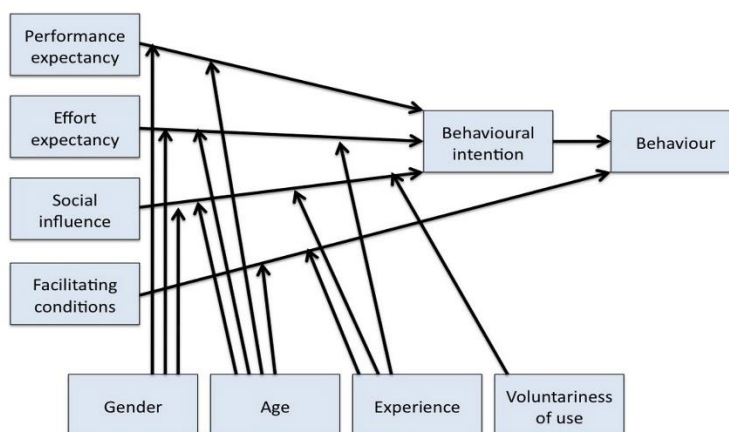 Performance
expectancy
Effort
expectancy
Social
influence
Facilitating
conditions
Behavioural
intention
Behaviour
Gender
Age
Experience
Voluntariness
of use